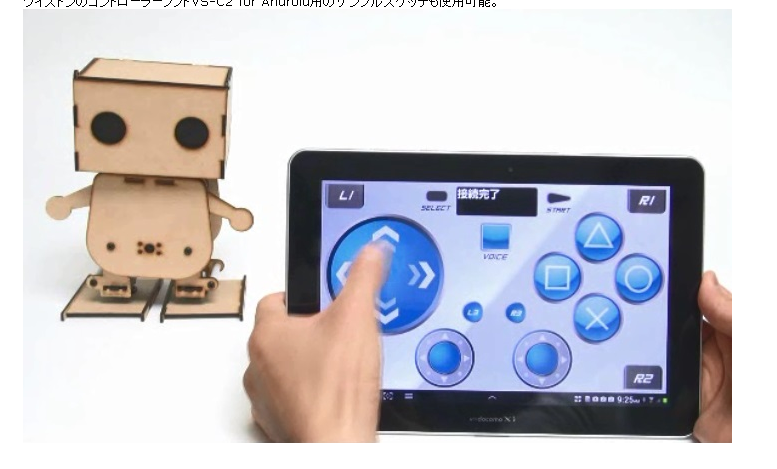 ヴイストンのコントローラーソフトVS-C2 for Android用のサンプルスケッチも使用可能。
L1
SELECT
接続完了
START
R1
VOICE
L3
R3
R2
9:25
docomo Xi